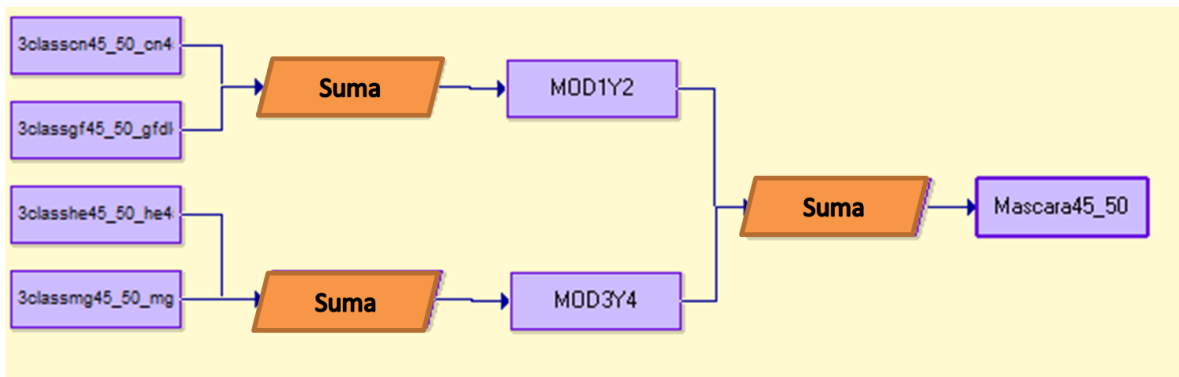 3classcn45_50_cn4
Suma
MOD1Y2
3classgf45_50_gfdl
Suma
Mascara45_50
3classhe45_50_he4
3classmg45_50_mg
Suma
MOD3Y4